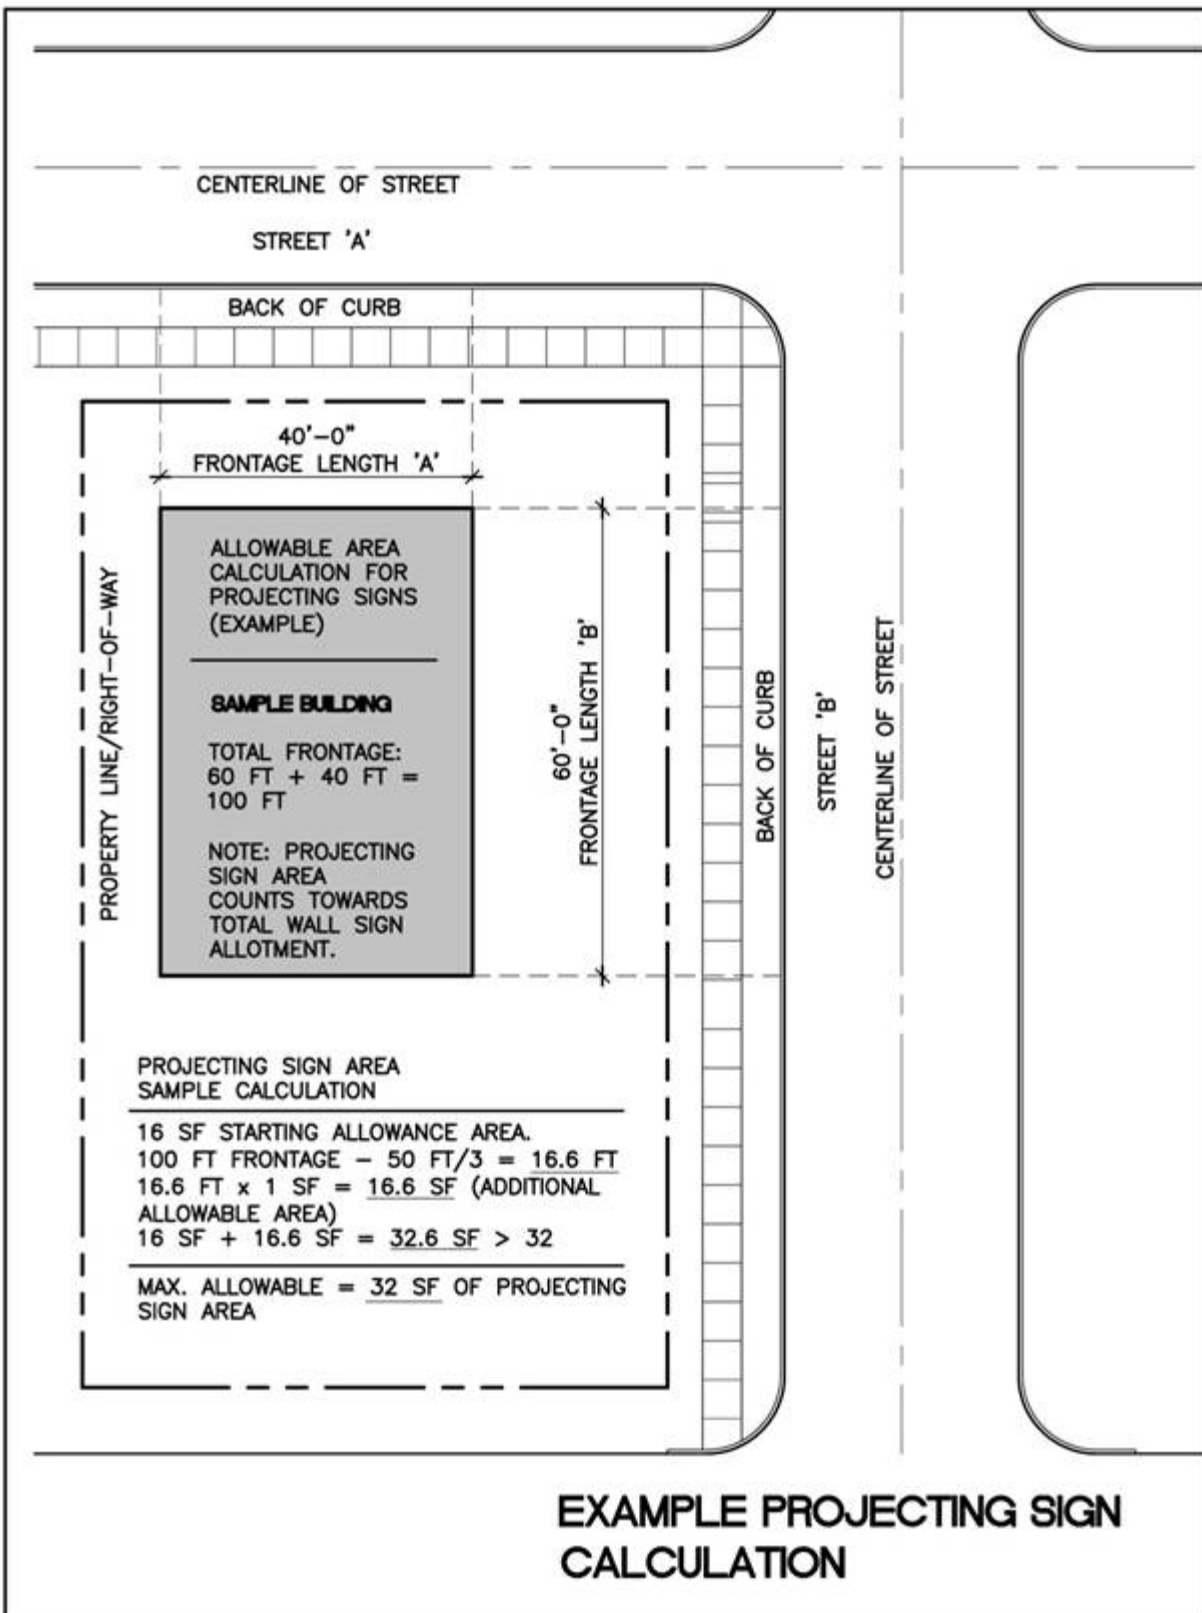 CENTERLINE OF STREET
STREET 'A'
BACK OF CURB
40'-0"
FRONTAGE LENGTH 'A'
PROPERTY LINE/RIGHT-OF-WAY
ALLOWABLE AREA
CALCULATION FOR
PROJECTING SIGNS
(EXAMPLE)
SAMPLE BUILDING
TOTAL FRONTAGE:
60 FT + 40 FT =
100 FT
NOTE: PROJECTING
SIGN AREA
COUNTS TOWARDS
TOTAL WALL SIGN
ALLOTMENT.
60'-0"
FRONTAGE LENGTH 'B'
BACK OF CURB
STREET 'B'
CENTERLINE OF STREET
PROJECTING SIGN AREA
SAMPLE CALCULATION
16 SF STARTING ALLOWANCE AREA.
100 FT FRONTAGE - 50 FT/3 = 16.6 FT
16.6 FT x 1 SF = 16.6 SF (ADDITIONAL
ALLOWABLE AREA)
16 SF + 16.6 SF = 32.6 SF > 32
MAX. ALLOWABLE = 32 SF OF PROJECTING
SIGN AREA
EXAMPLE PROJECTING SIGN
CALCULATION